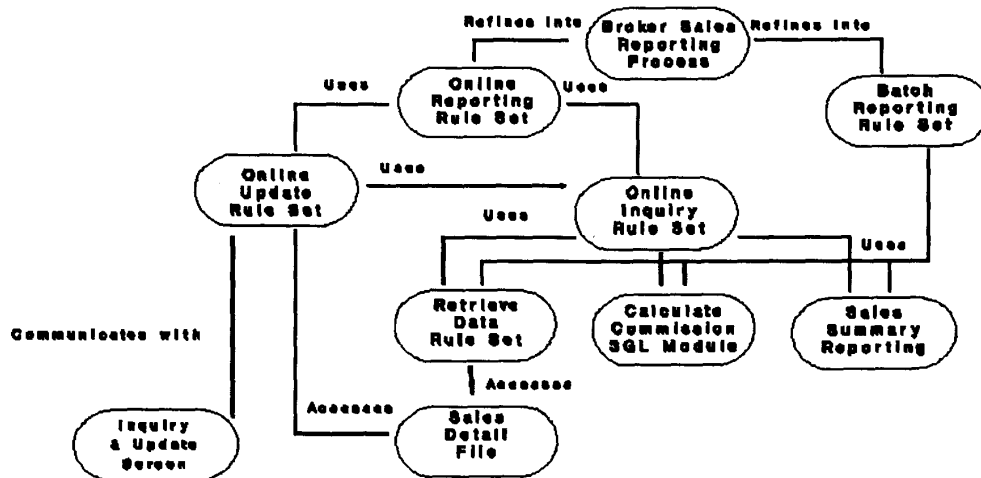 Refines into
Broker Sales
Reporting
Process
Refines into
Uses
Online
Reporting
Rule Set
Uses
Batch
Reporting
Rule Set
Online
Update
Rule Set
Uses
Online
Inquiry
Rule Set
Uses
Uses
Retrieve
Data
Rule Set
Calculate
Commission
SGL Module
Sales
Summary
Reporting
Communicates with
Accesses
Accesses
Sales
Detail
File
Inquiry
& Update
Screen